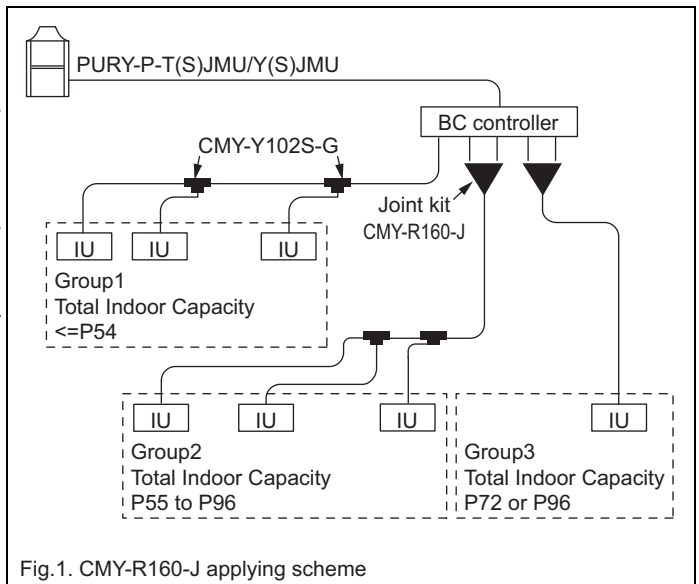 PURY-P-T(S)JMU/Y(S)JMU
BC controller
CMY-Y102S-G
Joint kit
CMY-R160-J
IU IU IU
Group1
Total Indoor Capacity
<=P54
IU IU IU
Group2
Total Indoor Capacity
P55 to P96
IU
Group3
Total Indoor Capacity
P72 or P96
Fig.1. CMY-R160-J applying scheme